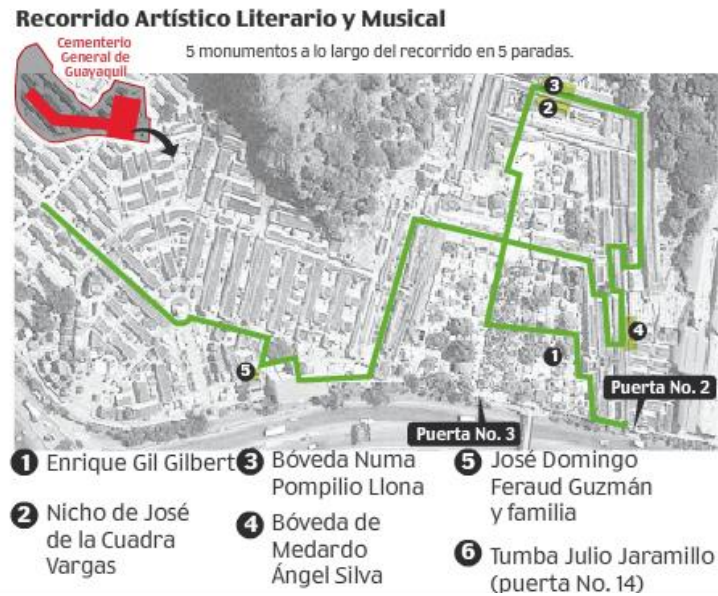 Recorrido Artístico Literario y Musical
Cementerio
General de
Guayaquil
5 monumentos a lo largo del recorrido en 5 paradas.
3
2
1
4
5
Puerta No. 2
Puerta No. 3
1 Enrique Gil Gilbert
2 Nicho de José
de la Cuadra
Vargas
3 Bóveda Numa
Pompilio Llona
4 Bóveda de
Medardo
Ángel Silva
5 José Domingo
Feraud Guzmán
y familia
6 Tumba Julio Jaramillo
(puerta No. 14)